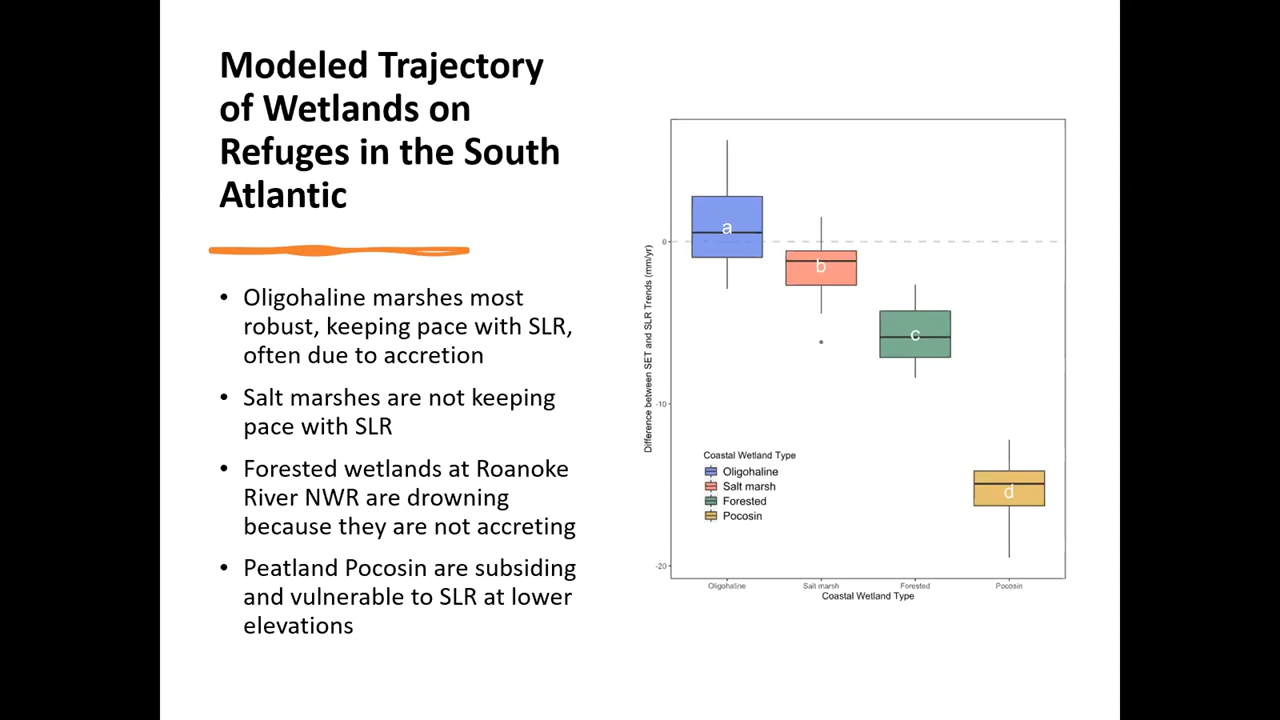 Modeled Trajectory
of Wetlands on
Refuges in the South
Atlantic
• Oligohaline marshes most
robust, keeping pace with SLR,
often due to accretion
• Salt marshes are not keeping
pace with SLR
• Forested wetlands at Roanoke
River NWR are drowning
because they are not accreting
• Peatland Pocosin are subsiding
and vulnerable to SLR at lower
elevations
Difference between SET and SLR Trends (mm/yr)
0
-10
-20
a
b
c
d
Coastal Wetland Type
Oligohaline
Salt marsh
Forested
Pocosin
Oligohaline Salt marsh Forested Pocosin
Coastal Wetland Type